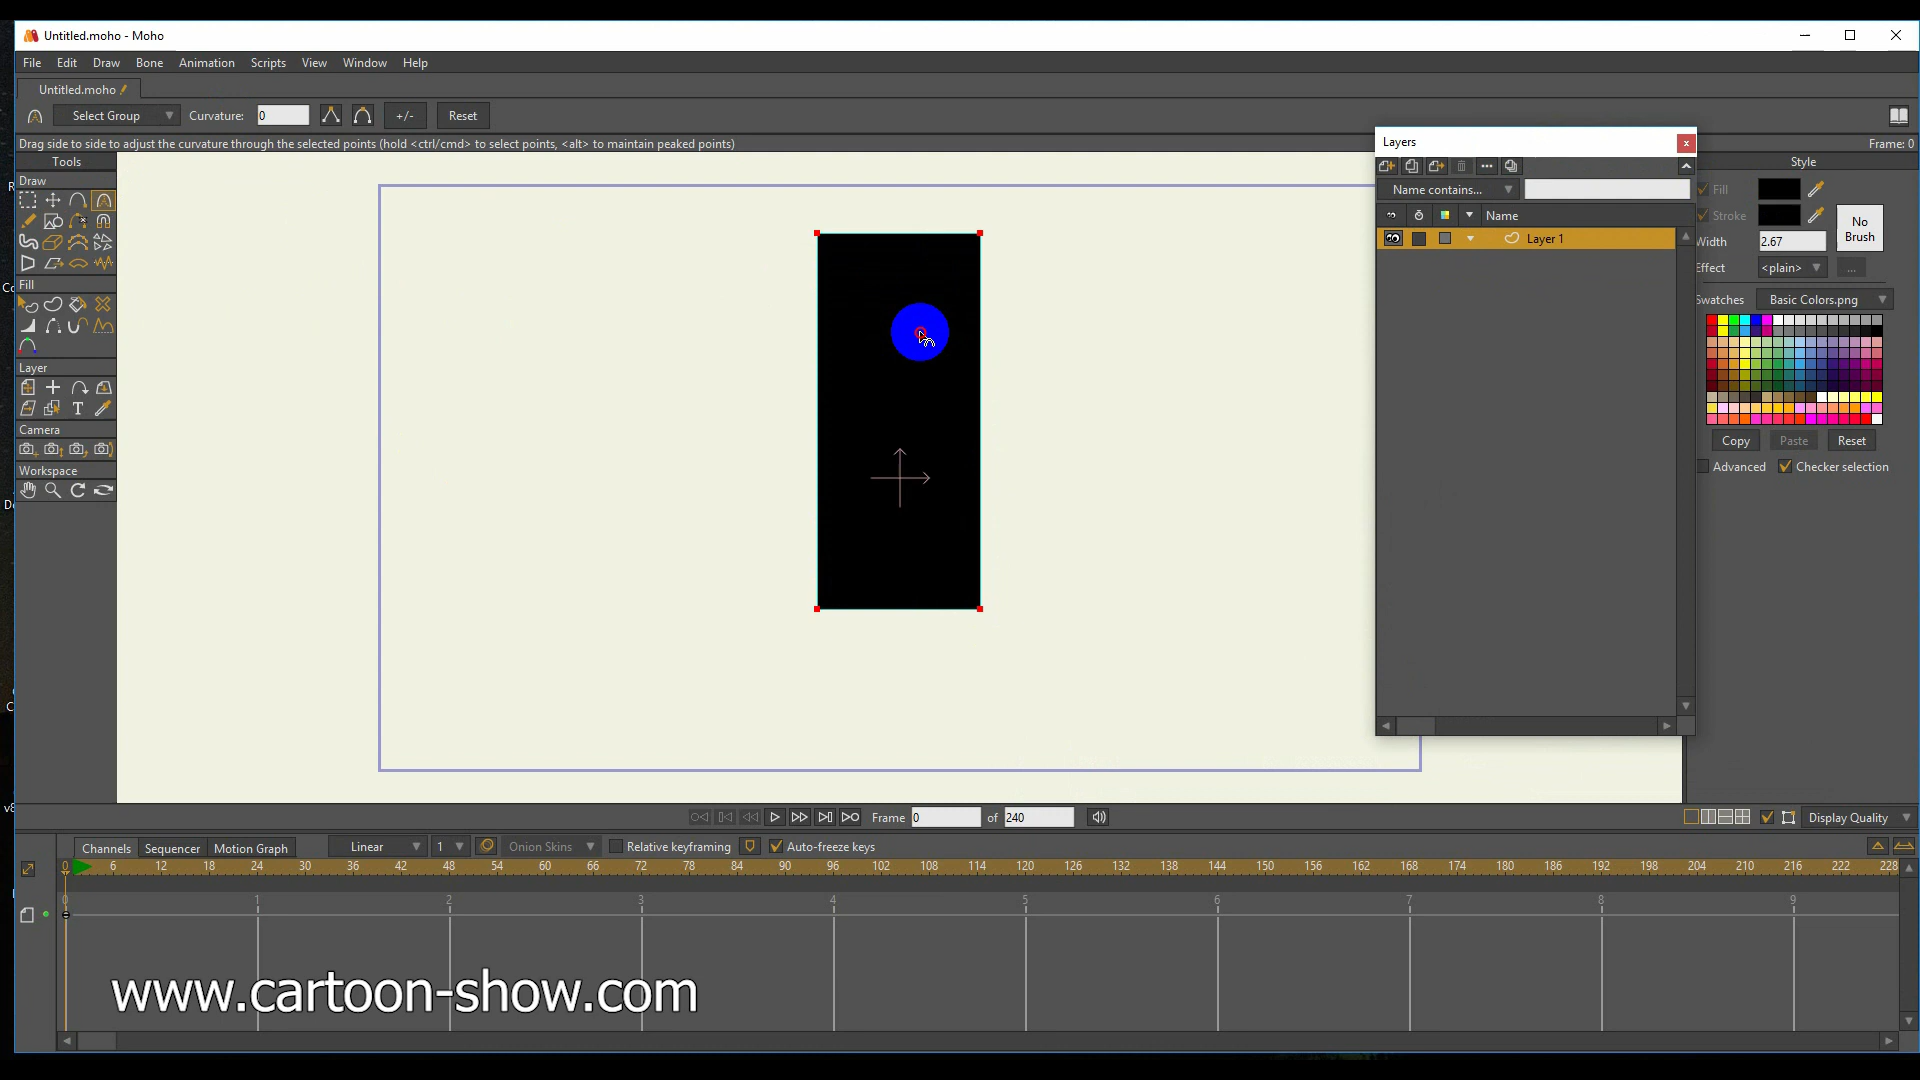 Untitled.moho - Moho
File Edit Draw Bone Animation Scripts View Window Help
Untitled.moho
Select Group Curvature: 0 +/- Reset
Drag side to side to adjust the curvature through the selected points (hold <ctrl/cmd> to select points, <alt> to maintain peaked points)
Frame: 0
Tools
Draw
Fill
Layer
Camera
Workspace
Layers
Name contains...
Name
Layer 1
Style
Fill
Stroke
No Brush
Width 2.67
Effect <plain> ...
Swatches Basic Colors.png
Copy Paste Reset
Advanced Checker selection
Frame 0 of 240
Display Quality
Channels Sequencer Motion Graph Linear 1 Onion Skins Relative keyframing Auto-freeze keys
0 6 12 18 24 30 36 42 48 54 60 66 72 78 84 90 96 102 108 114 120 126 132 138 144 150 156 162 168 174 180 186 192 198 204 210 216 222 228
0 1 2 3 4 5 6 7 8 9
www.cartoon-show.com